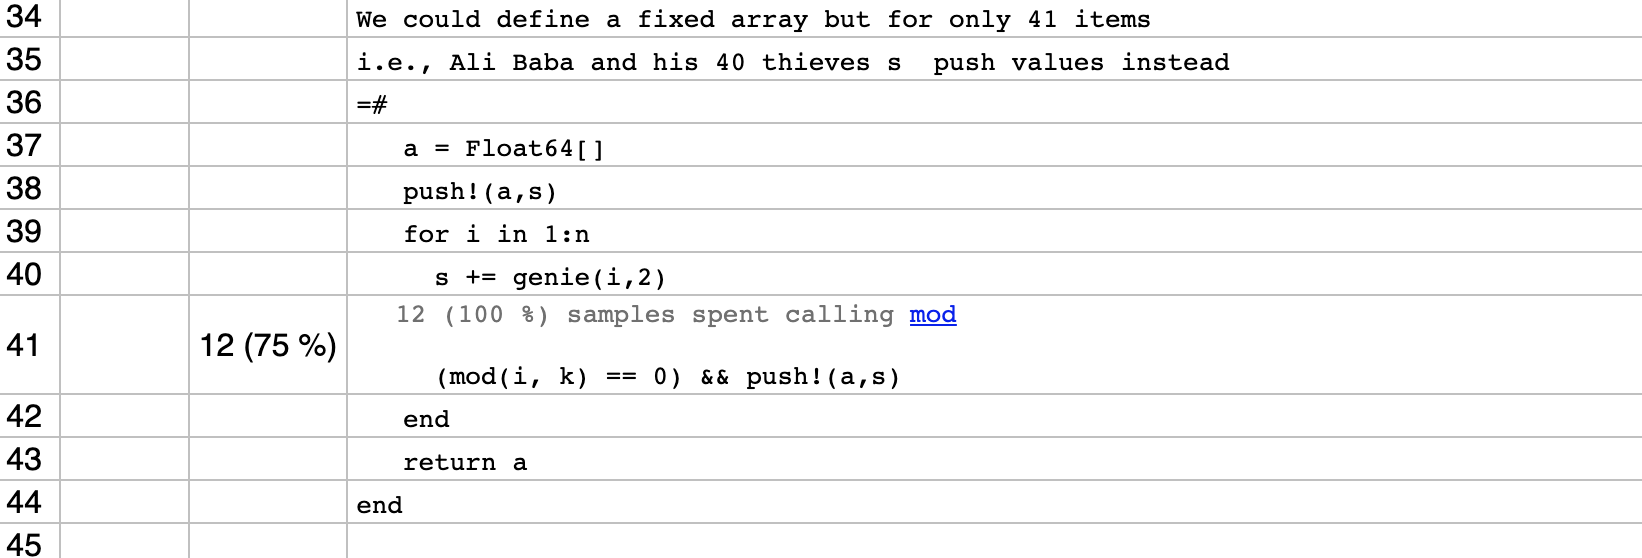 34 We could define a fixed array but for only 41 items
35 i.e., Ali Baba and his 40 thieves s  push values instead
36 =#
37 a = Float64[]
38 push!(a,s)
39 for i in 1:n
40 s += genie(i,2)
12 (100 %) samples spent calling mod
41 12 (75 %) (mod(i, k) == 0) && push!(a,s)
42 end
43 return a
44 end
45